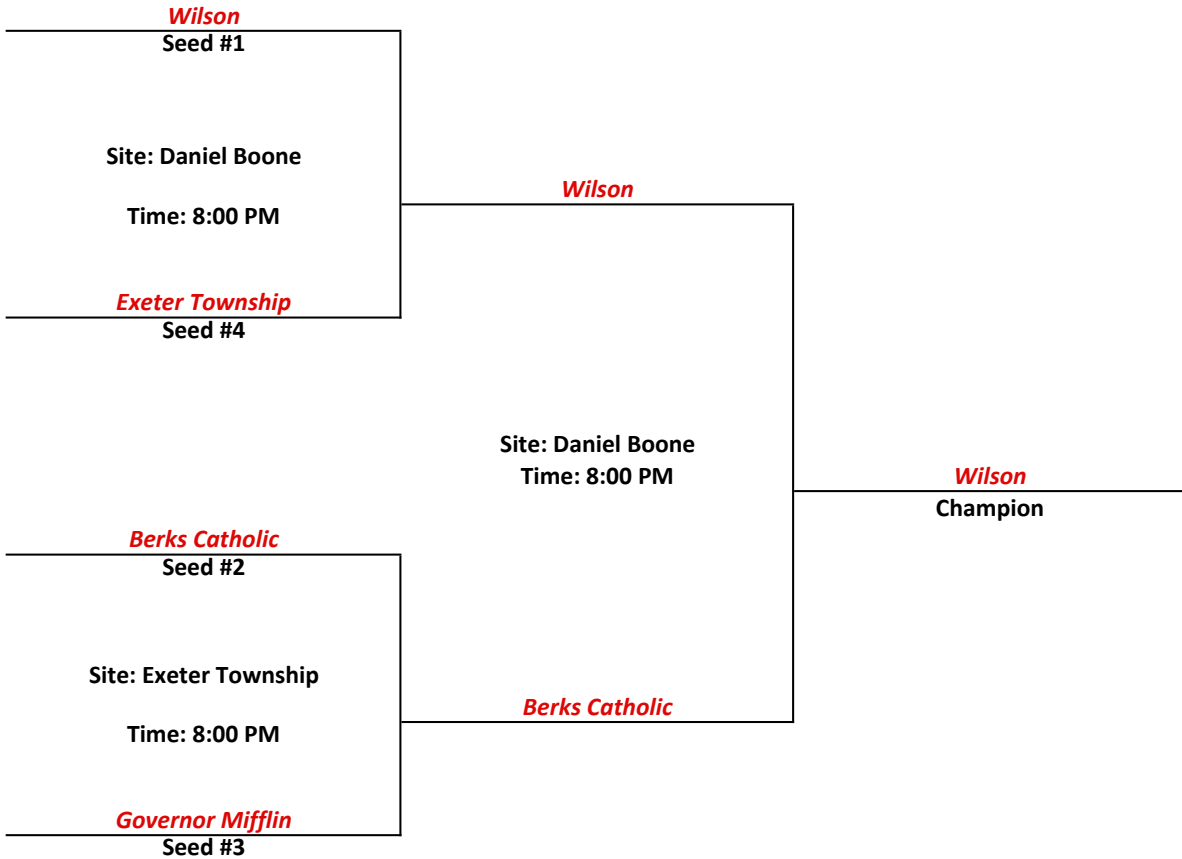 Wilson
Seed #1
Site: Daniel Boone
Time: 8:00 PM
Wilson
Exeter Township
Seed #4
Site: Daniel Boone
Time: 8:00 PM
Wilson
Champion
Berks Catholic
Seed #2
Site: Exeter Township
Time: 8:00 PM
Berks Catholic
Governor Mifflin
Seed #3